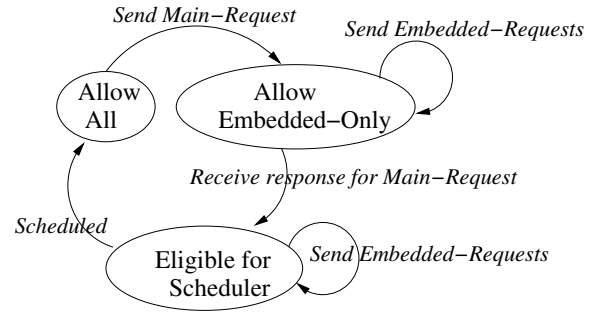 Send Main−Request
Send Embedded−Requests
Allow
All
Allow
Embedded−Only
Receive response for Main−Request
Scheduled
Eligible for
Scheduler
Send Embedded−Requests